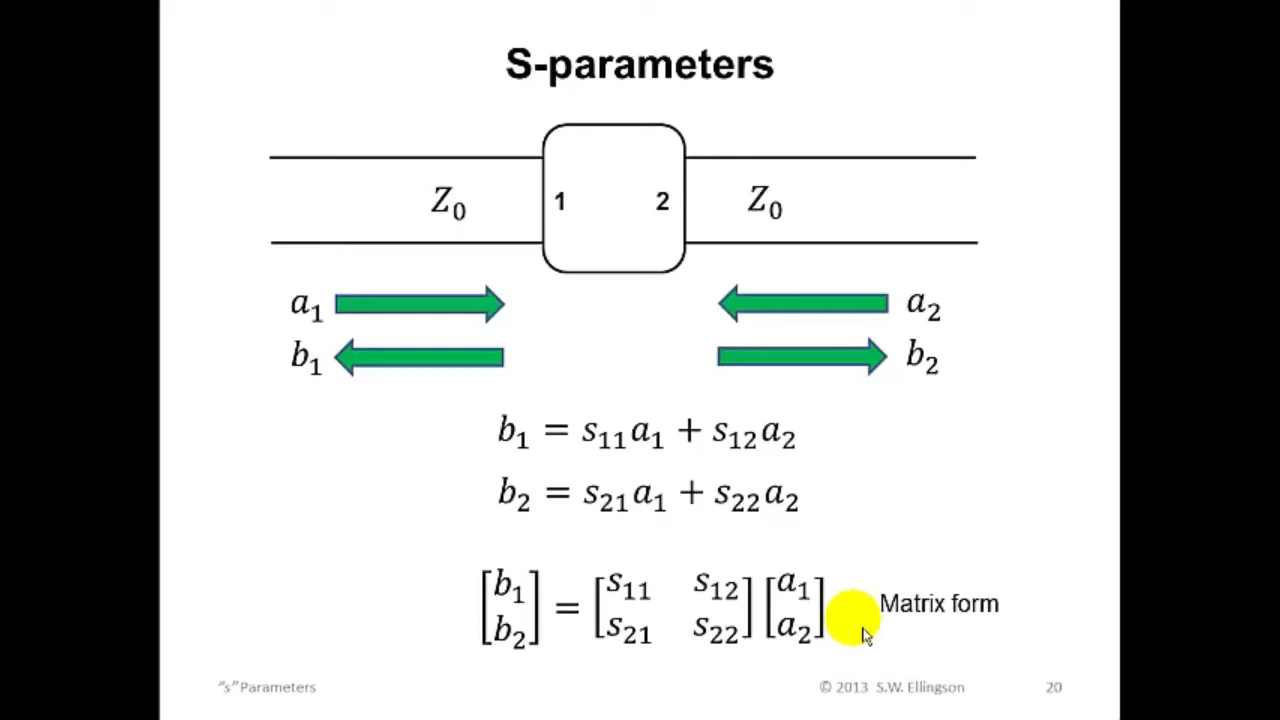 S-parameters
Z₀ 1 2 Z₀
a₁ a₂
b₁ b₂
b₁ = s₁₁a₁ + s₁₂a₂
b₂ = s₂₁a₁ + s₂₂a₂
[b₁ b₂] = [s₁₁ s₁₂ s₂₁ s₂₂] [a₁ a₂] Matrix form
"s" Parameters © 2013 S.W. Ellingson 20